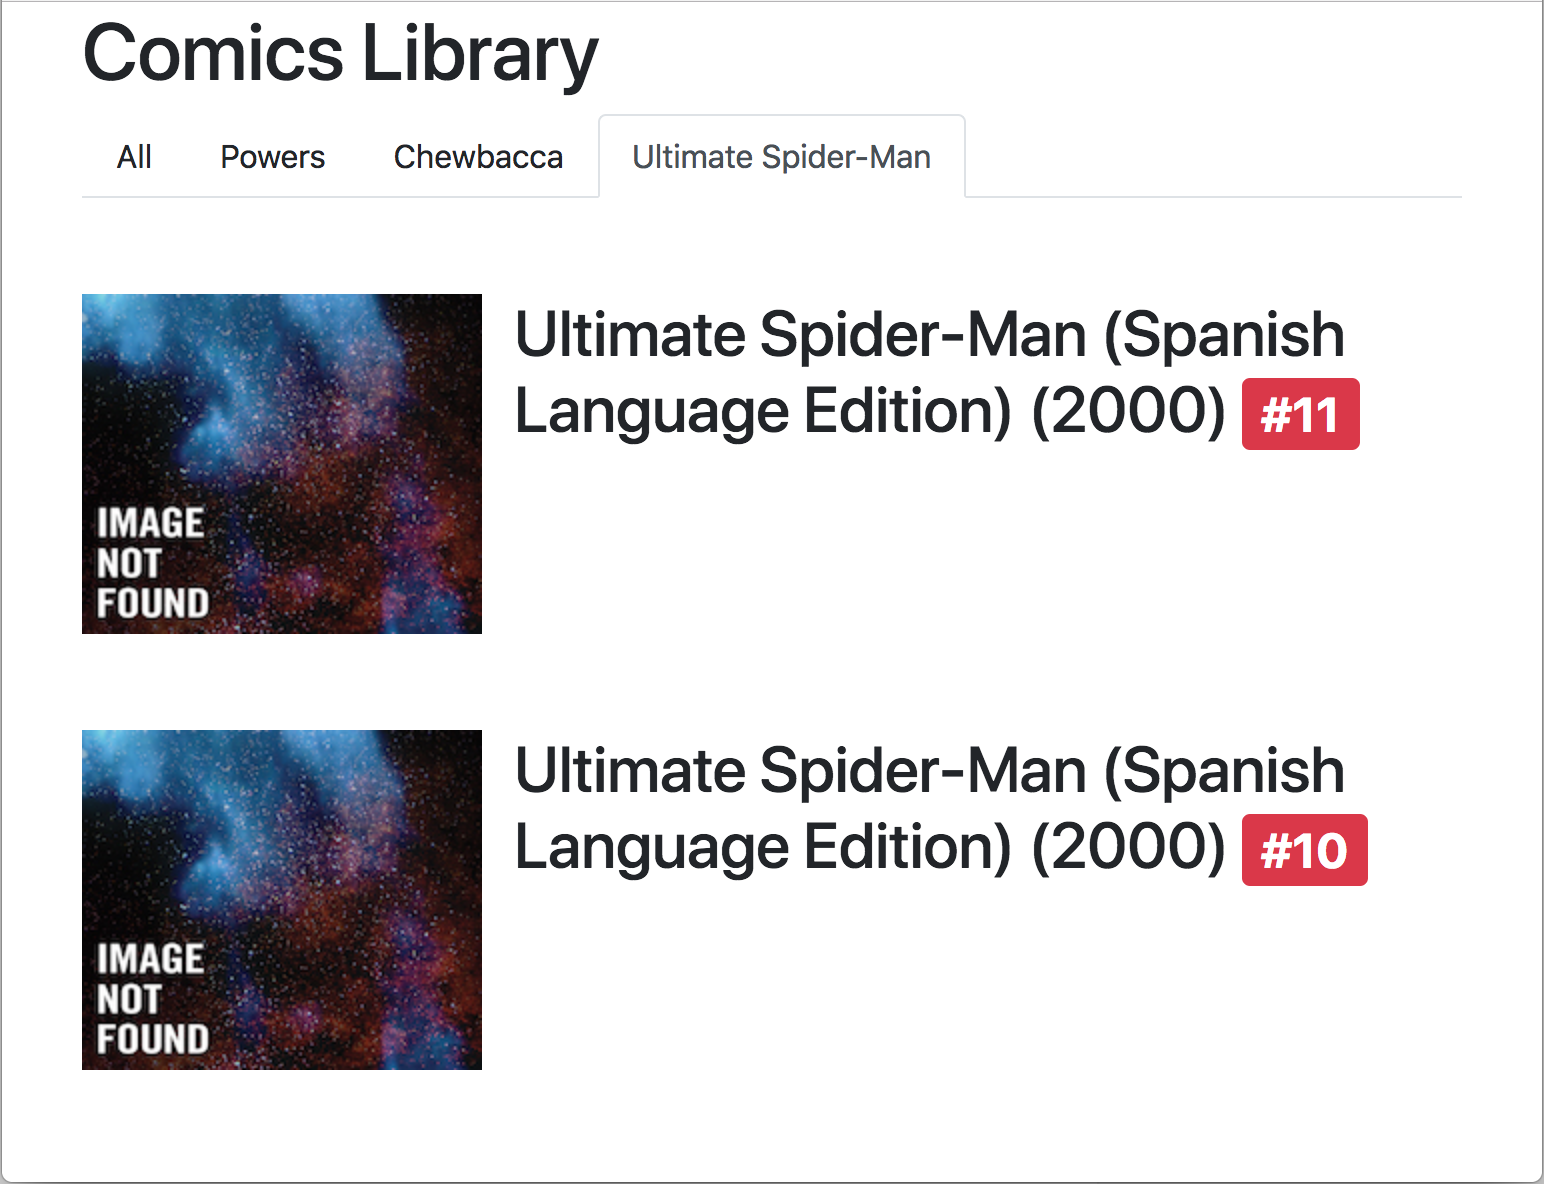 Comics Library
All Powers Chewbacca Ultimate Spider-Man
Ultimate Spider-Man (Spanish
Language Edition) (2000) #11
IMAGE
NOT
FOUND
Ultimate Spider-Man (Spanish
Language Edition) (2000) #10
IMAGE
NOT
FOUND